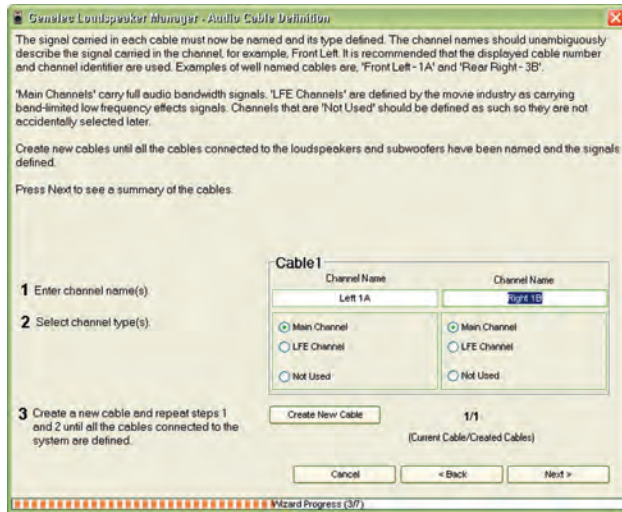 Genelec Loudspeaker Manager - Audio Cable Definition
The signal carried in each cable must now be named and its type defined. The channel names should unambiguously
describe the signal carried in the channel, for example, Front Left. It is recommended that the displayed cable number
and channel identifier are used. Examples of well named cables are, 'Front Left - 1A' and 'Rear Right - 3B'.
'Main Channels' carry full audio bandwidth signals. 'LFE Channels' are defined by the movie industry as carrying
band-limited low frequency effects signals. Channels that are 'Not Used' should be defined as such so they are not
accidentally selected later.
Create new cables until all the cables connected to the loudspeakers and subwoofers have been named and the signals
defined.
Press Next to see a summary of the cables.
Cable1
Channel Name Channel Name
1 Enter channel name(s)
Left 1A Right 1B
2 Select channel type(s).
Main Channel Main Channel
LFE Channel LFE Channel
Not Used Not Used
3 Create a new cable and repeat steps 1
and 2 until all the cables connected to the
system are defined.
Create New Cable 1/1
(Current Cable/Created Cables)
Cancel < Back Next >
Wizard Progress (3/7)